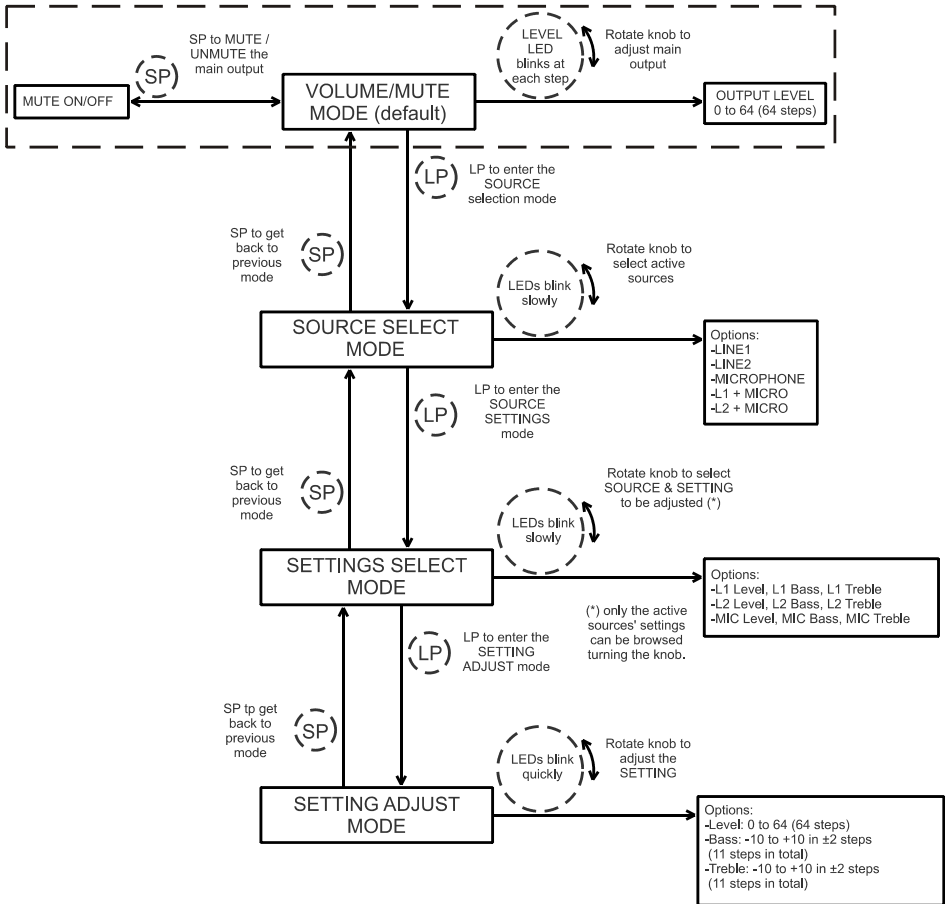 SP to MUTE /
UNMUTE the
main output
SP
LEVEL
LED
blinks at
each step
Rotate knob to
adjust main
output
MUTE ON/OFF
VOLUME/MUTE
MODE (default)
OUTPUT LEVEL
0 to 64 (64 steps)
LP
LP to enter the
SOURCE
selection mode
SP to get
back to
previous
mode
SP
LEDs blink
slowly
Rotate knob to
select active
sources
SOURCE SELECT
MODE
Options:
-LINE1
-LINE2
-MICROPHONE
-L1 + MICRO
-L2 + MICRO
LP
LP to enter the
SOURCE
SETTINGS
mode
SP to get
back to
previous
mode
SP
LEDs blink
slowly
Rotate knob to select
SOURCE & SETTING
to be adjusted (*)
SETTINGS SELECT
MODE
Options:
-L1 Level, L1 Bass, L1 Treble
-L2 Level, L2 Bass, L2 Treble
-MIC Level, MIC Bass, MIC Treble
(*) only the active
sources' settings
can be browsed
turning the knob.
LP
LP to enter the
SETTING
ADJUST mode
SP tp get
back to
previous
mode
SP
LEDs blink
quickly
Rotate knob to
adjust the
SETTING
SETTING ADJUST
MODE
Options:
-Level: 0 to 64 (64 steps)
-Bass: -10 to +10 in ±2 steps
(11 steps in total)
-Treble: -10 to +10 in ±2 steps
(11 steps in total)